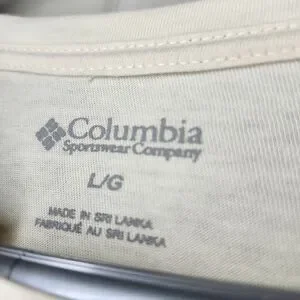 Columbia
Sportswear Company
L/G
MADE IN SRI LANKA
FABRIQUÉ AU SRI LANKA